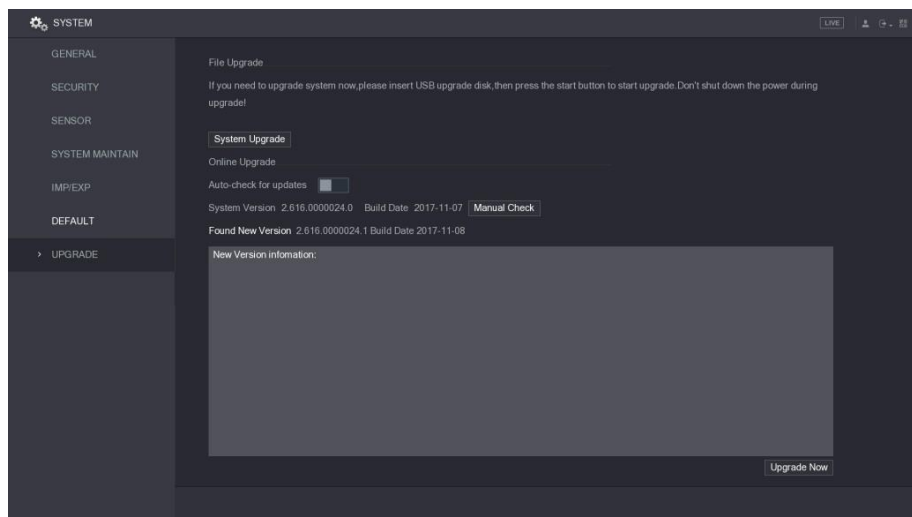 SYSTEM
LIVE
GENERAL
SECURITY
SENSOR
SYSTEM MAINTAIN
IMP/EXP
DEFAULT
UPGRADE
File Upgrade
If you need to upgrade system now,please insert USB upgrade disk,then press the start button to start upgrade.Don't shut down the power during
upgrade!
System Upgrade
Online Upgrade
Auto-check for updates
System Version 2.616.0000024.0 Build Date 2017-11-07 Manual Check
Found New Version 2.616.0000024.1 Build Date 2017-11-08
New Version infomation:
Upgrade Now